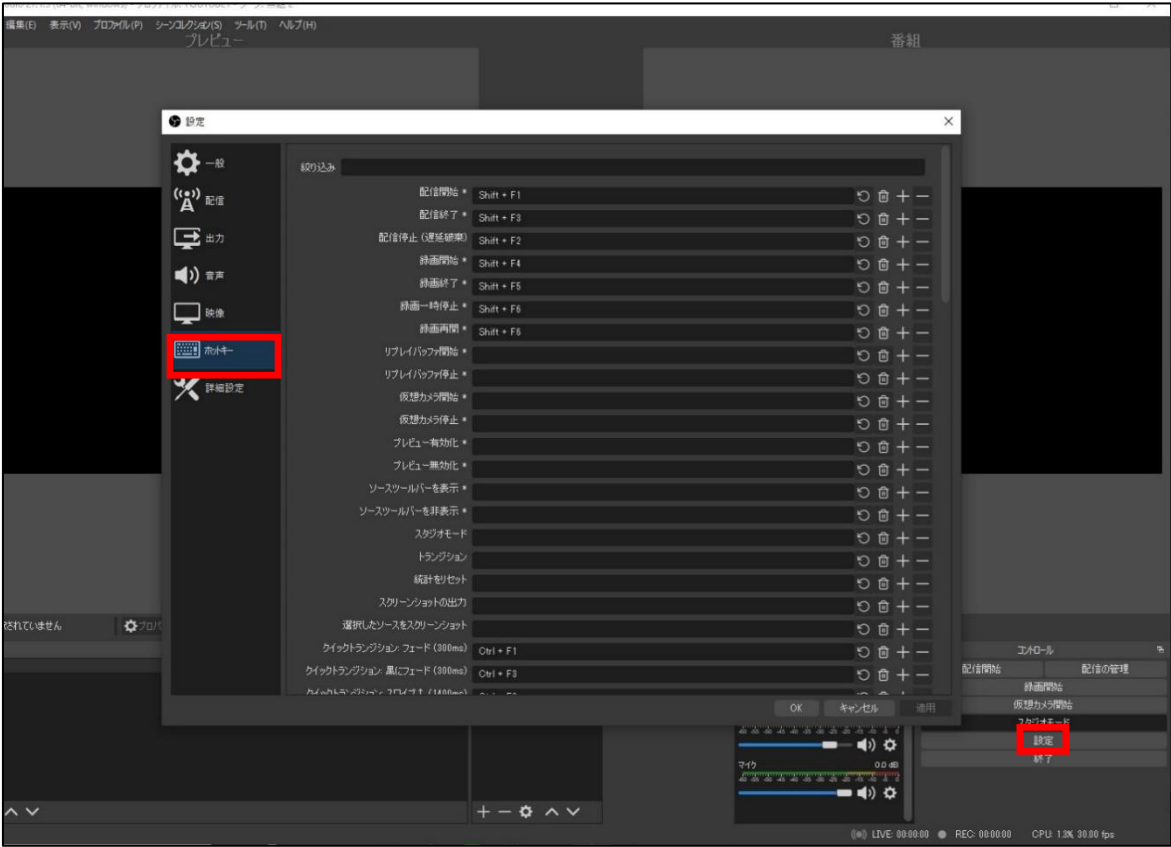 編集(E) 表示(V) プロファイル(P) シーンコレクション(S) ツール(T) ヘルプ(H)
プレビュー
番組
設定
一般
配信
出力
音声
映像
ホットキー
詳細設定
絞り込み
配信開始 * Shift + F1
配信終了 * Shift + F3
配信停止 (遅延破棄) Shift + F2
録画開始 * Shift + F4
録画終了 * Shift + F5
録画一時停止 * Shift + F6
録画再開 * Shift + F6
リプレイバッファ開始 *
リプレイバッファ停止 *
仮想カメラ開始 *
仮想カメラ停止 *
プレビュー有効化 *
プレビュー無効化 *
ソースツールバーを表示 *
ソースツールバーを非表示 *
スタジオモード
トランジション
統計をリセット
スクリーンショットの出力
選択したソースをスクリーンショット
クイックトランジション: フェード (300ms) Ctrl + F1
クイックトランジション: 黒にフェード (300ms) Ctrl + F3
OK キャンセル 適用
されていません
コントロール
配信開始 配信の管理
録画開始
仮想カメラ開始
スタジオモード
設定
終了
マイク 0.0 dB
LIVE: 00:00:00 REC: 00:00:00 CPU: 1.3%, 30.00 fps